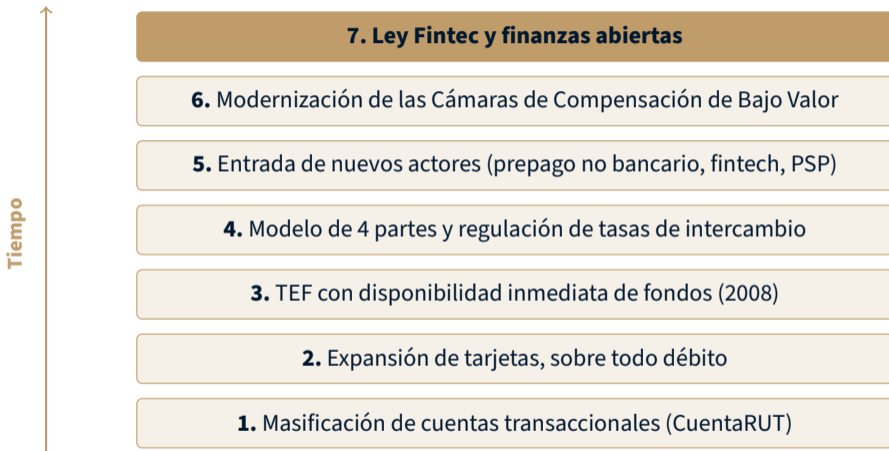 7. Ley Fintec y finanzas abiertas
6. Modernización de las Cámaras de Compensación de Bajo Valor
5. Entrada de nuevos actores (prepago no bancario, fintech, PSP)
4. Modelo de 4 partes y regulación de tasas de intercambio
3. TEF con disponibilidad inmediata de fondos (2008)
2. Expansión de tarjetas, sobre todo débito
1. Masificación de cuentas transaccionales (CuentaRUT)
Tiempo